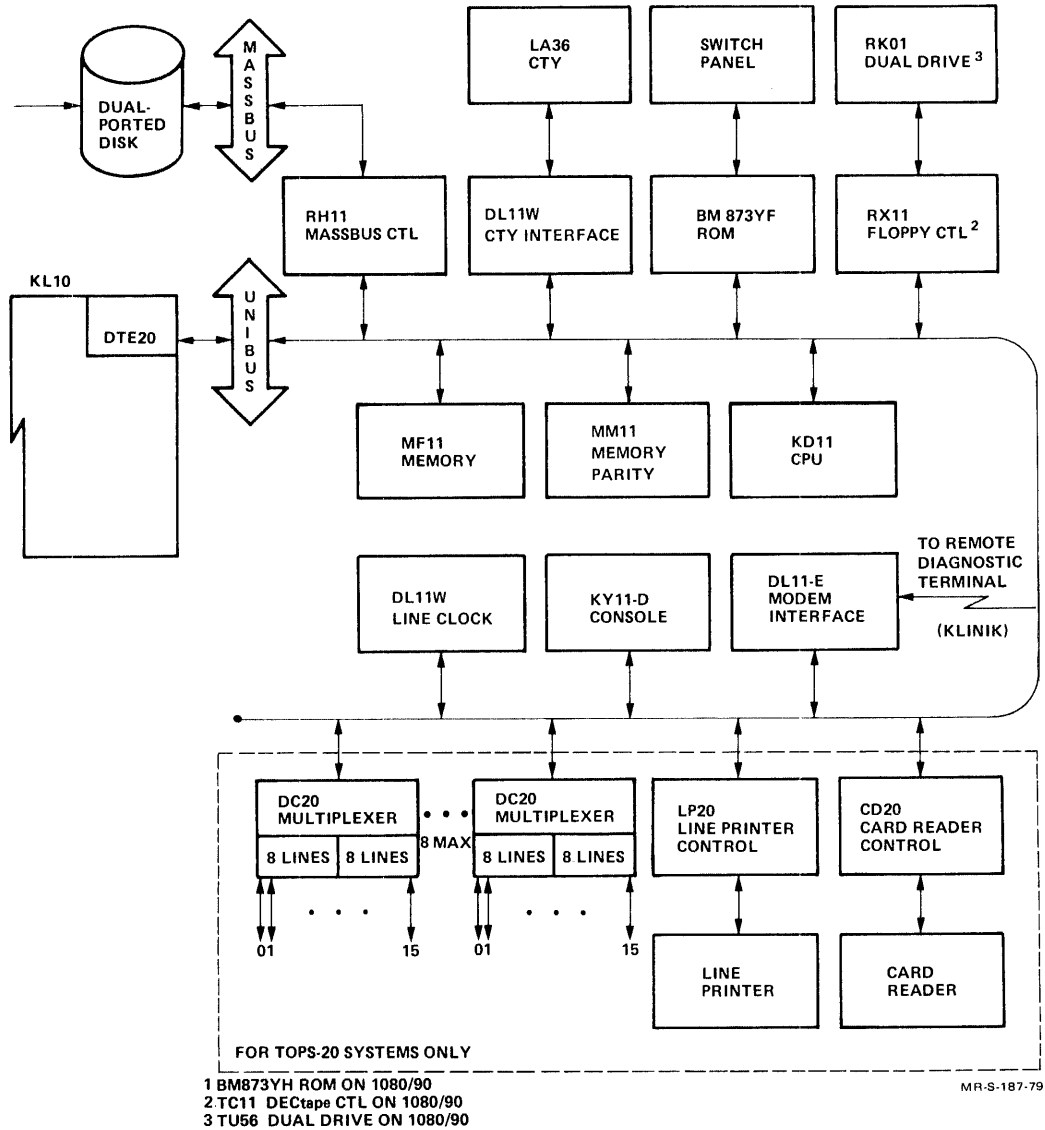 DUAL-
PORTED
DISK
MASSBUS
LA36
CTY
SWITCH
PANEL
RK01
DUAL DRIVE 3
RH11
MASSBUS CTL
DL11W
CTY INTERFACE
BM 873YF
ROM
RX11
FLOPPY CTL 2
KL10
DTE20
UNIBUS
MF11
MEMORY
MM11
MEMORY
PARITY
KD11
CPU
DL11W
LINE CLOCK
KY11-D
CONSOLE
DL11-E
MODEM
INTERFACE
TO REMOTE
DIAGNOSTIC
TERMINAL
(KLINIK)
DC20
MULTIPLEXER
8 LINES
8 LINES
01
. . .
15
. . .
8 MAX
DC20
MULTIPLEXER
8 LINES
8 LINES
01
. . .
15
LP20
LINE PRINTER
CONTROL
CD20
CARD READER
CONTROL
LINE
PRINTER
CARD
READER
FOR TOPS-20 SYSTEMS ONLY
1 BM873YH ROM ON 1080/90
2 TC11 DECtape CTL ON 1080/90
3 TU56 DUAL DRIVE ON 1080/90
MR-S-187-79